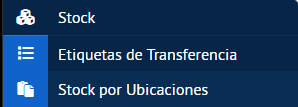 Stock
Etiquetas de Transferencia
Stock por Ubicaciones